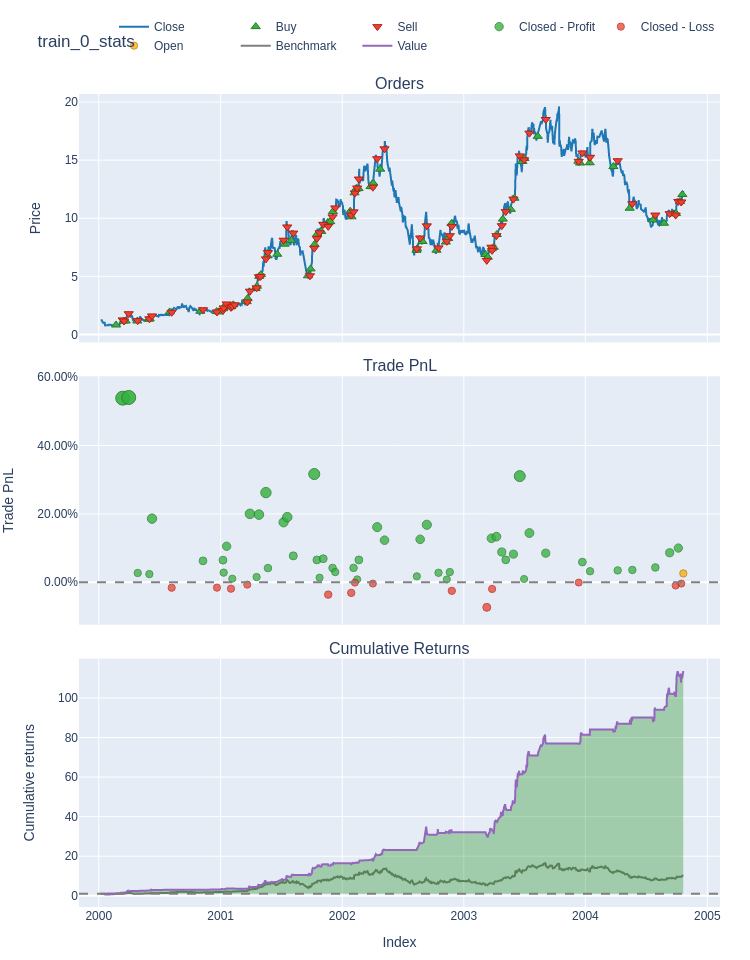 train_0_stats
Close
Buy
Sell
Closed - Profit
Closed - Loss
Open
Benchmark
Value
Orders
20
15
10
5
0
Price
Trade PnL
60.00%
40.00%
20.00%
0.00%
Trade PnL
Cumulative Returns
100
80
60
40
20
0
Cumulative returns
2000
2001
2002
2003
2004
2005
Index